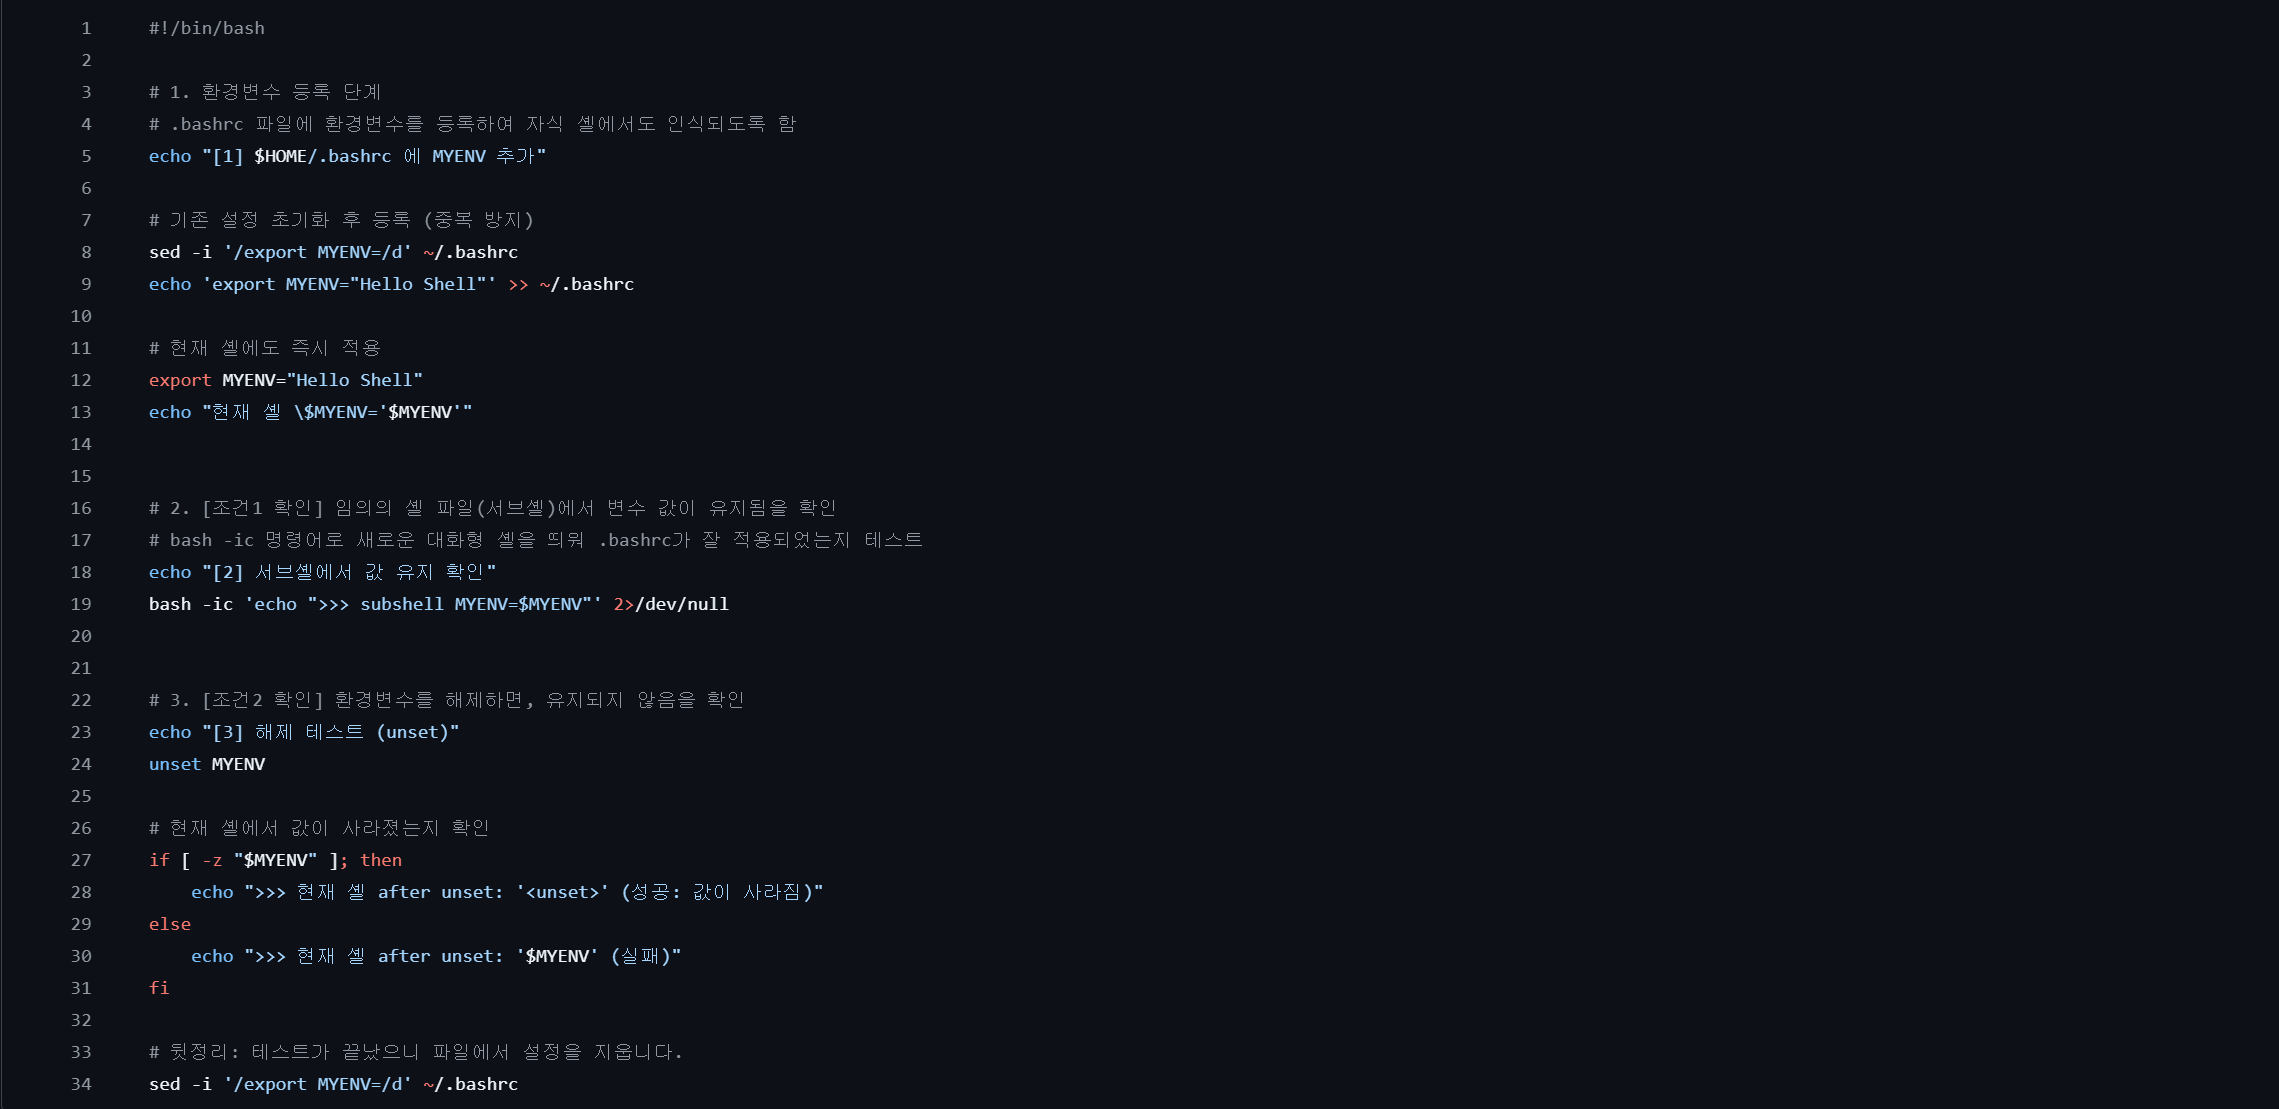 1 #!/bin/bash
2
3 # 1. 환경변수 등록 단계
4 # .bashrc 파일에 환경변수를 등록하여 자식 셸에서도 인식되도록 함
5 echo "[1] $HOME/.bashrc 에 MYENV 추가"
6
7 # 기존 설정 초기화 후 등록 (중복 방지)
8 sed -i '/export MYENV=/d' ~/.bashrc
9 echo 'export MYENV="Hello Shell"' >> ~/.bashrc
10
11 # 현재 셸에도 즉시 적용
12 export MYENV="Hello Shell"
13 echo "현재 셸 \$MYENV='$MYENV'"
14
15
16 # 2. [조건1 확인] 임의의 셸 파일(서브셸)에서 변수 값이 유지됨을 확인
17 # bash -ic 명령어로 새로운 대화형 셸을 띄워 .bashrc가 잘 적용되었는지 테스트
18 echo "[2] 서브셸에서 값 유지 확인"
19 bash -ic 'echo ">>> subshell MYENV=$MYENV"' 2>/dev/null
20
21
22 # 3. [조건2 확인] 환경변수를 해제하면, 유지되지 않음을 확인
23 echo "[3] 해제 테스트 (unset)"
24 unset MYENV
25
26 # 현재 셸에서 값이 사라졌는지 확인
27 if [ -z "$MYENV" ]; then
28     echo ">>> 현재 셸 after unset: '<unset>' (성공: 값이 사라짐)"
29 else
30     echo ">>> 현재 셸 after unset: '$MYENV' (실패)"
31 fi
32
33 # 뒷정리: 테스트가 끝났으니 파일에서 설정을 지웁니다.
34 sed -i '/export MYENV=/d' ~/.bashrc